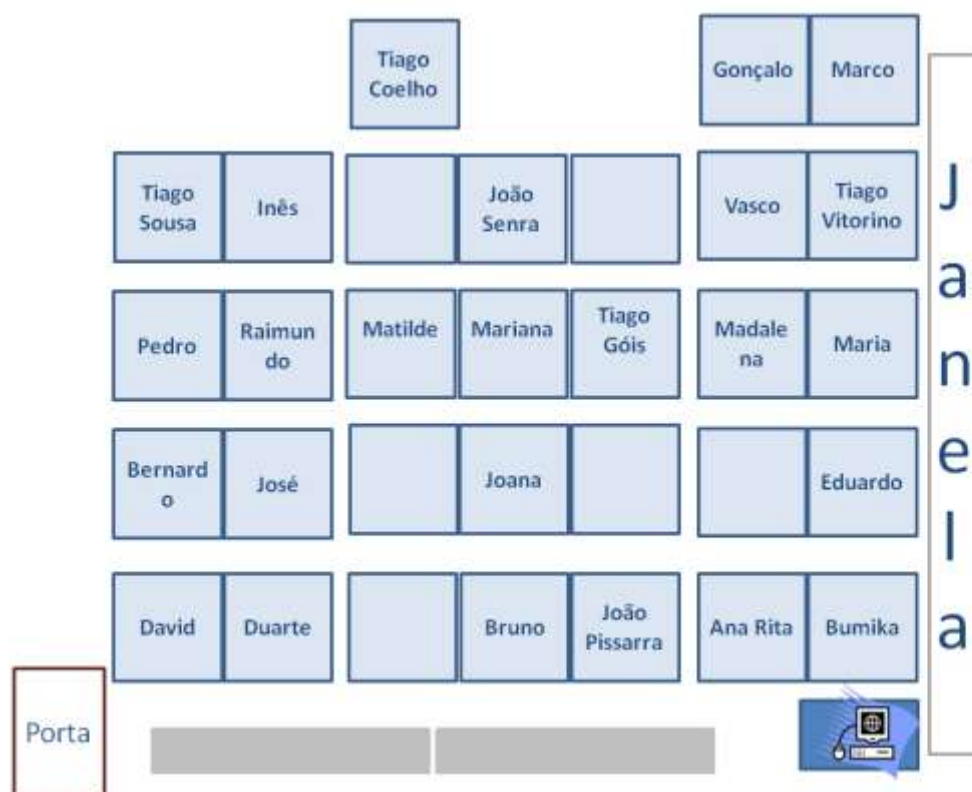 Tiago
Coelho
Gonçalo
Marco
Tiago
Sousa
Inês
João
Senra
Vasco
Tiago
Vitorino
Pedro
Raimun
do
Matilde
Mariana
Tiago
Góis
Madale
na
Maria
Bernard
o
José
Joana
Eduardo
David
Duarte
Bruno
João
Pissarra
Ana Rita
Bumika
Porta
J
a
n
e
l
a